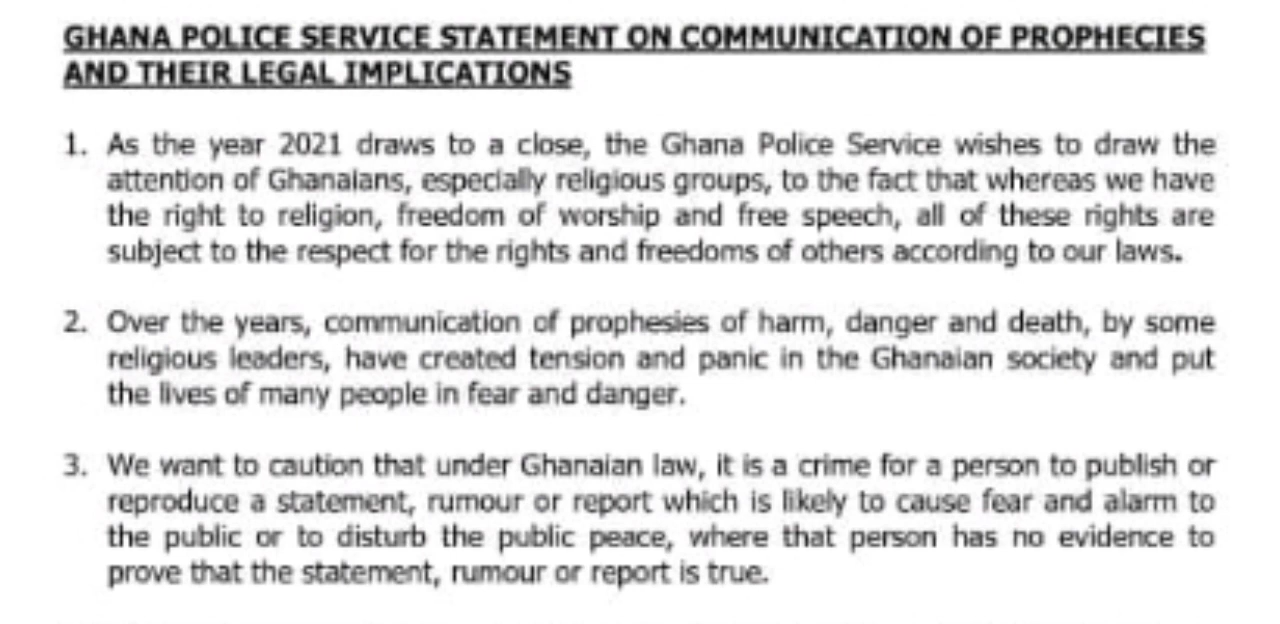 GHANA POLICE SERVICE STATEMENT ON COMMUNICATION OF PROPHECIES
AND THEIR LEGAL IMPLICATIONS
1. As the year 2021 draws to a close, the Ghana Police Service wishes to draw the
attention of Ghanaians, especially religious groups, to the fact that whereas we have
the right to religion, freedom of worship and free speech, all of these rights are
subject to the respect for the rights and freedoms of others according to our laws.
2. Over the years, communication of prophesies of harm, danger and death, by some
religious leaders, have created tension and panic in the Ghanaian society and put
the lives of many people in fear and danger.
3. We want to caution that under Ghanaian law, it is a crime for a person to publish or
reproduce a statement, rumour or report which is likely to cause fear and alarm to
the public or to disturb the public peace, where that person has no evidence to
prove that the statement, rumour or report is true.